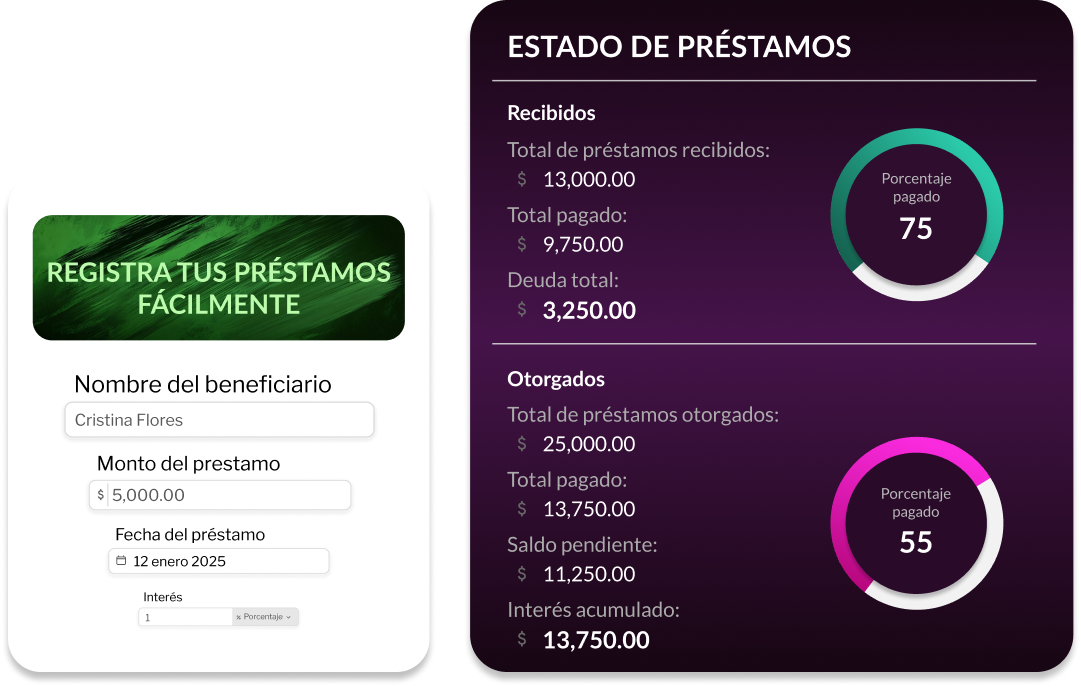 REGISTRA TUS PRÉSTAMOS
FÁCILMENTE
Nombre del beneficiario
Cristina Flores
Monto del prestamo
$ 5,000.00
Fecha del préstamo
12 enero 2025
Interés
1 % Porcentaje
ESTADO DE PRÉSTAMOS
Recibidos
Total de préstamos recibidos:
$ 13,000.00
Total pagado:
$ 9,750.00
Deuda total:
$ 3,250.00
Porcentaje
pagado
75
Otorgados
Total de préstamos otorgados:
$ 25,000.00
Total pagado:
$ 13,750.00
Saldo pendiente:
$ 11,250.00
Interés acumulado:
$ 13,750.00
Porcentaje
pagado
55